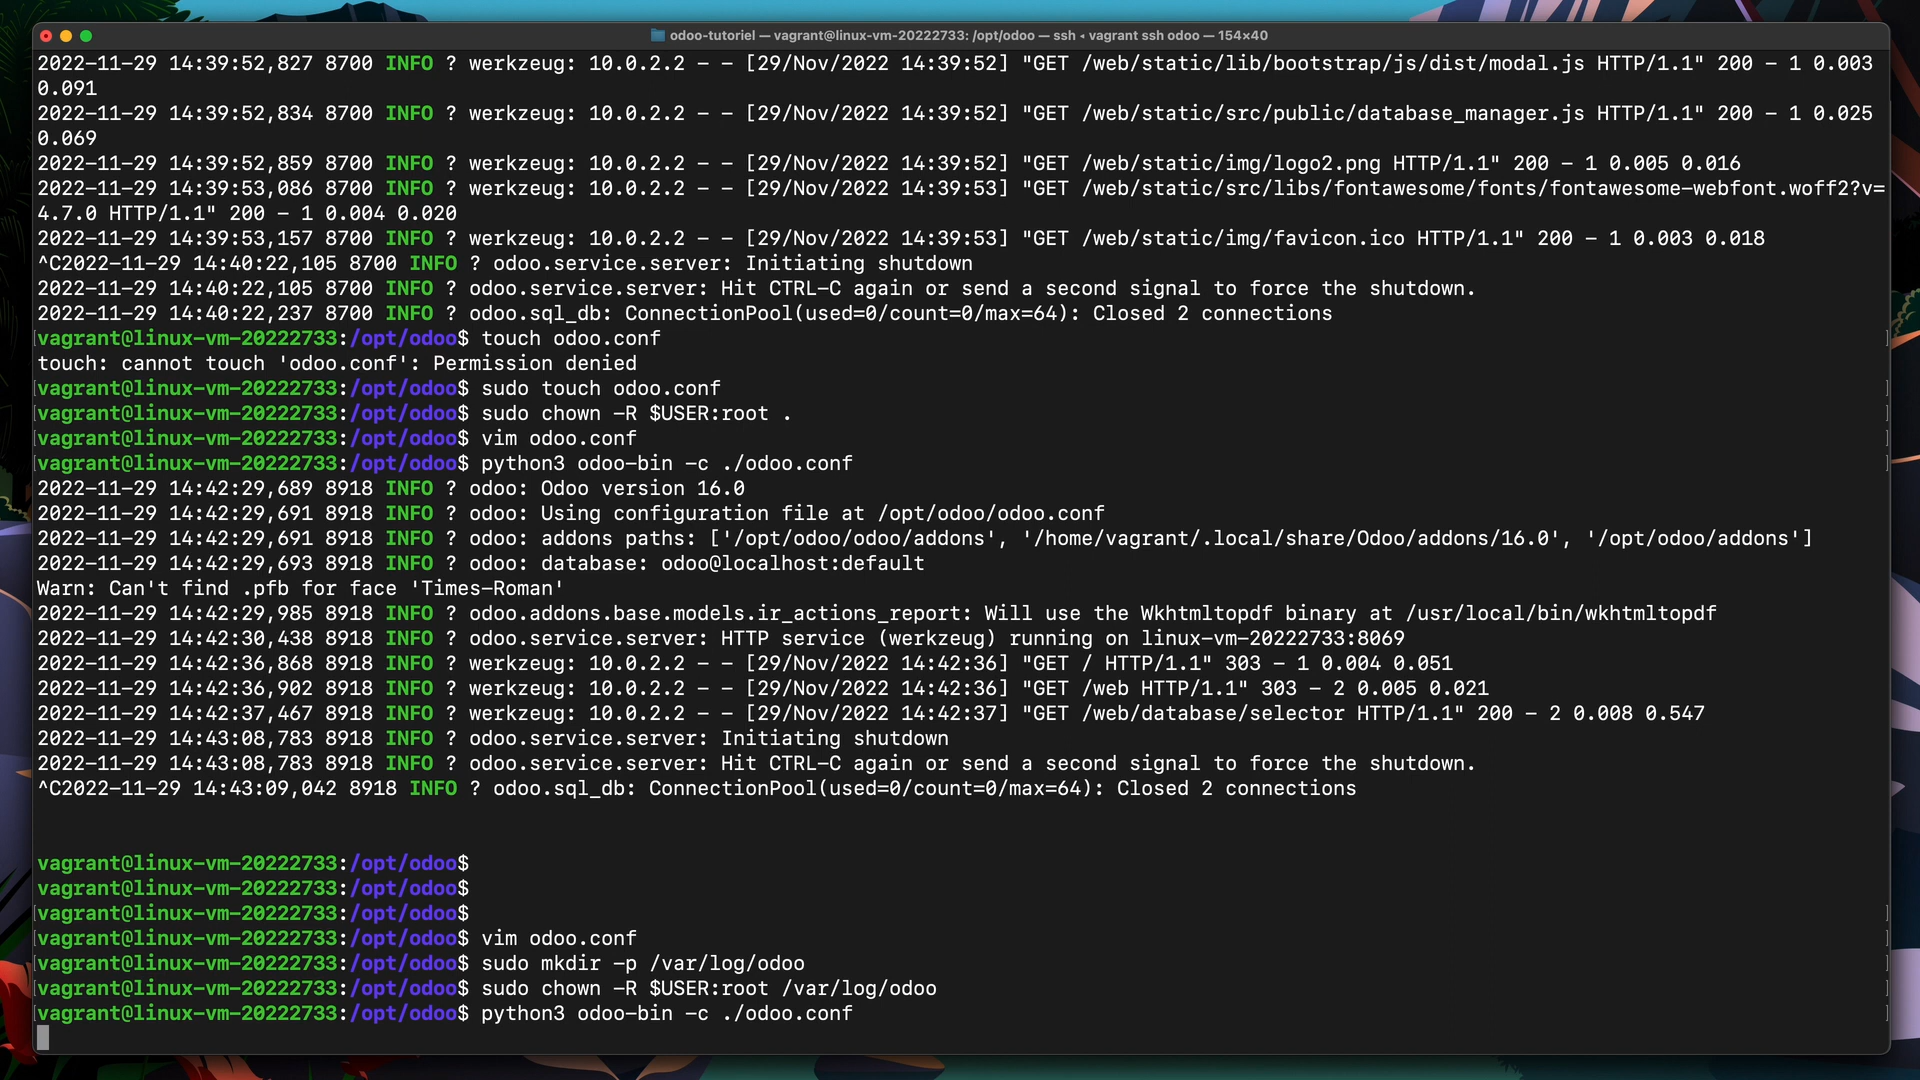 odoo-tutoriel — vagrant@linux-vm-20222733: /opt/odoo — ssh ◂ vagrant ssh odoo — 154×40
2022-11-29 14:39:52,827 8700 INFO ? werkzeug: 10.0.2.2 - - [29/Nov/2022 14:39:52] "GET /web/static/lib/bootstrap/js/dist/modal.js HTTP/1.1" 200 - 1 0.003
0.091
2022-11-29 14:39:52,834 8700 INFO ? werkzeug: 10.0.2.2 - - [29/Nov/2022 14:39:52] "GET /web/static/src/public/database_manager.js HTTP/1.1" 200 - 1 0.025
0.069
2022-11-29 14:39:52,859 8700 INFO ? werkzeug: 10.0.2.2 - - [29/Nov/2022 14:39:52] "GET /web/static/img/logo2.png HTTP/1.1" 200 - 1 0.005 0.016
2022-11-29 14:39:53,086 8700 INFO ? werkzeug: 10.0.2.2 - - [29/Nov/2022 14:39:53] "GET /web/static/src/libs/fontawesome/fonts/fontawesome-webfont.woff2?v=
4.7.0 HTTP/1.1" 200 - 1 0.004 0.020
2022-11-29 14:39:53,157 8700 INFO ? werkzeug: 10.0.2.2 - - [29/Nov/2022 14:39:53] "GET /web/static/img/favicon.ico HTTP/1.1" 200 - 1 0.003 0.018
^C2022-11-29 14:40:22,105 8700 INFO ? odoo.service.server: Initiating shutdown
2022-11-29 14:40:22,105 8700 INFO ? odoo.service.server: Hit CTRL-C again or send a second signal to force the shutdown.
2022-11-29 14:40:22,237 8700 INFO ? odoo.sql_db: ConnectionPool(used=0/count=0/max=64): Closed 2 connections
[vagrant@linux-vm-20222733:/opt/odoo$ touch odoo.conf ]
touch: cannot touch 'odoo.conf': Permission denied
[vagrant@linux-vm-20222733:/opt/odoo$ sudo touch odoo.conf ]
[vagrant@linux-vm-20222733:/opt/odoo$ sudo chown -R $USER:root . ]
[vagrant@linux-vm-20222733:/opt/odoo$ vim odoo.conf ]
[vagrant@linux-vm-20222733:/opt/odoo$ python3 odoo-bin -c ./odoo.conf ]
2022-11-29 14:42:29,689 8918 INFO ? odoo: Odoo version 16.0
2022-11-29 14:42:29,691 8918 INFO ? odoo: Using configuration file at /opt/odoo/odoo.conf
2022-11-29 14:42:29,691 8918 INFO ? odoo: addons paths: ['/opt/odoo/odoo/addons', '/home/vagrant/.local/share/Odoo/addons/16.0', '/opt/odoo/addons']
2022-11-29 14:42:29,693 8918 INFO ? odoo: database: odoo@localhost:default
Warn: Can't find .pfb for face 'Times-Roman'
2022-11-29 14:42:29,985 8918 INFO ? odoo.addons.base.models.ir_actions_report: Will use the Wkhtmltopdf binary at /usr/local/bin/wkhtmltopdf
2022-11-29 14:42:30,438 8918 INFO ? odoo.service.server: HTTP service (werkzeug) running on linux-vm-20222733:8069
2022-11-29 14:42:36,868 8918 INFO ? werkzeug: 10.0.2.2 - - [29/Nov/2022 14:42:36] "GET / HTTP/1.1" 303 - 1 0.004 0.051
2022-11-29 14:42:36,902 8918 INFO ? werkzeug: 10.0.2.2 - - [29/Nov/2022 14:42:36] "GET /web HTTP/1.1" 303 - 2 0.005 0.021
2022-11-29 14:42:37,467 8918 INFO ? werkzeug: 10.0.2.2 - - [29/Nov/2022 14:42:37] "GET /web/database/selector HTTP/1.1" 200 - 2 0.008 0.547
2022-11-29 14:43:08,783 8918 INFO ? odoo.service.server: Initiating shutdown
2022-11-29 14:43:08,783 8918 INFO ? odoo.service.server: Hit CTRL-C again or send a second signal to force the shutdown.
^C2022-11-29 14:43:09,042 8918 INFO ? odoo.sql_db: ConnectionPool(used=0/count=0/max=64): Closed 2 connections
vagrant@linux-vm-20222733:/opt/odoo$
vagrant@linux-vm-20222733:/opt/odoo$
[vagrant@linux-vm-20222733:/opt/odoo$ ]
[vagrant@linux-vm-20222733:/opt/odoo$ vim odoo.conf ]
[vagrant@linux-vm-20222733:/opt/odoo$ sudo mkdir -p /var/log/odoo ]
[vagrant@linux-vm-20222733:/opt/odoo$ sudo chown -R $USER:root /var/log/odoo ]
[vagrant@linux-vm-20222733:/opt/odoo$ python3 odoo-bin -c ./odoo.conf ]